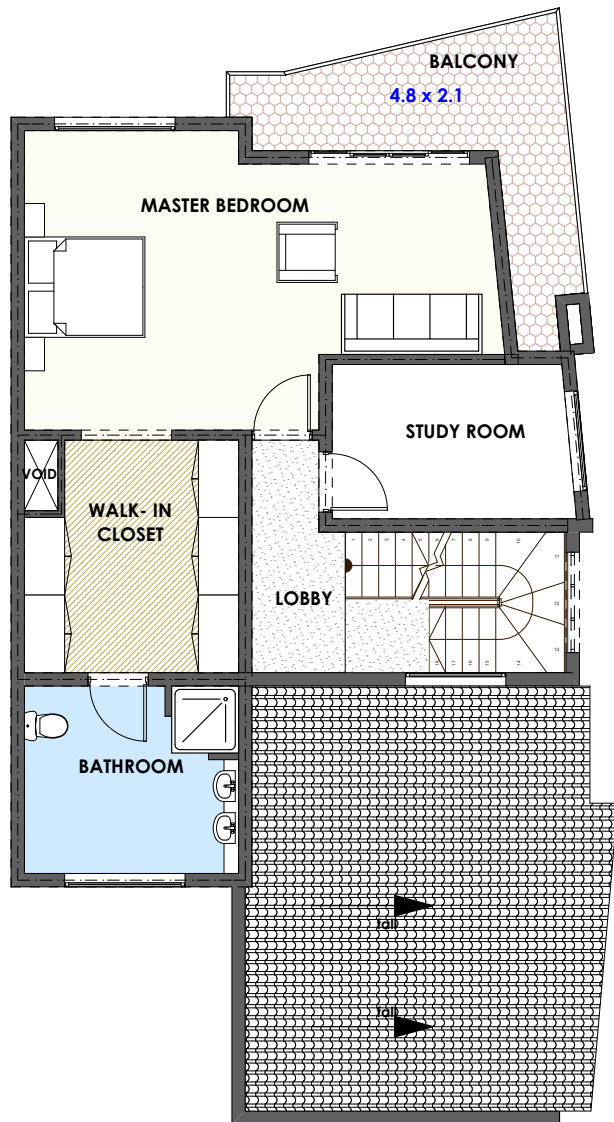 BALCONY
4.8 x 2.1
MASTER BEDROOM
STUDY ROOM
VOID
WALK- IN
CLOSET
LOBBY
BATHROOM
fall
fall